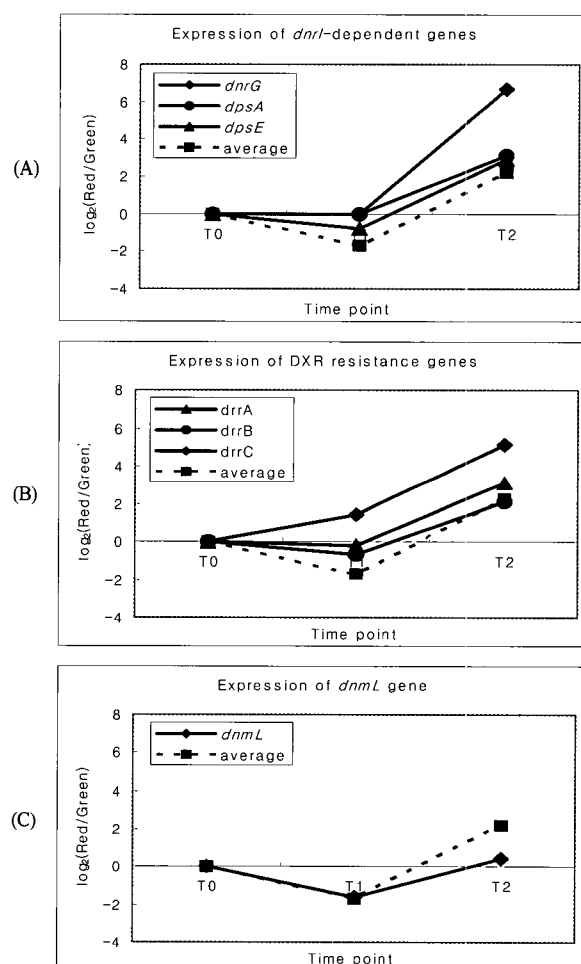 (A)
Expression of dnrI-dependent genes
log₂(Red/Green)
8
6
4
2
0
-2
-4
dnrG
dpsA
dpsE
average
T0
T2
Time point
(B)
Expression of DXR resistance genes
log₂(Red/Green)
8
6
4
2
0
-2
-4
drrA
drrB
drrC
average
T0
T2
Time point
(C)
Expression of dnmL gene
log₂(Red/Green)
8
6
4
2
0
-2
-4
dnmL
average
T0
T1
T2
Time point